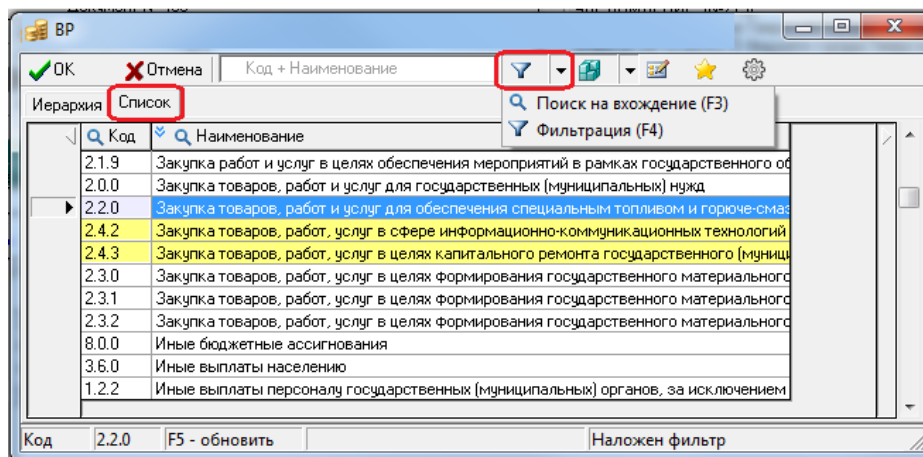 ВР
OK Отмена Код + Наименование
Иерархия Список
Поиск на вхождение (F3)
Фильтрация (F4)
Код Наименование
2.1.9 Закупка работ и услуг в целях обеспечения мероприятий в рамках государственного об
2.0.0 Закупка товаров, работ и услуг для государственных (муниципальных) нужд
2.2.0 Закупка товаров, работ и услуг для обеспечения специальным топливом и горюче-смаз
2.4.2 Закупка товаров, работ, услуг в сфере информационно-коммуникационных технологий
2.4.3 Закупка товаров, работ, услуг в целях капитального ремонта государственного (муници
2.3.0 Закупка товаров, работ, услуг в целях формирования государственного материального
2.3.1 Закупка товаров, работ, услуг в целях формирования государственного материального
2.3.2 Закупка товаров, работ, услуг в целях формирования государственного материального
8.0.0 Иные бюджетные ассигнования
3.6.0 Иные выплаты населению
1.2.2 Иные выплаты персоналу государственных (муниципальных) органов, за исключением
Код 2.2.0 F5 - обновить Наложен фильтр